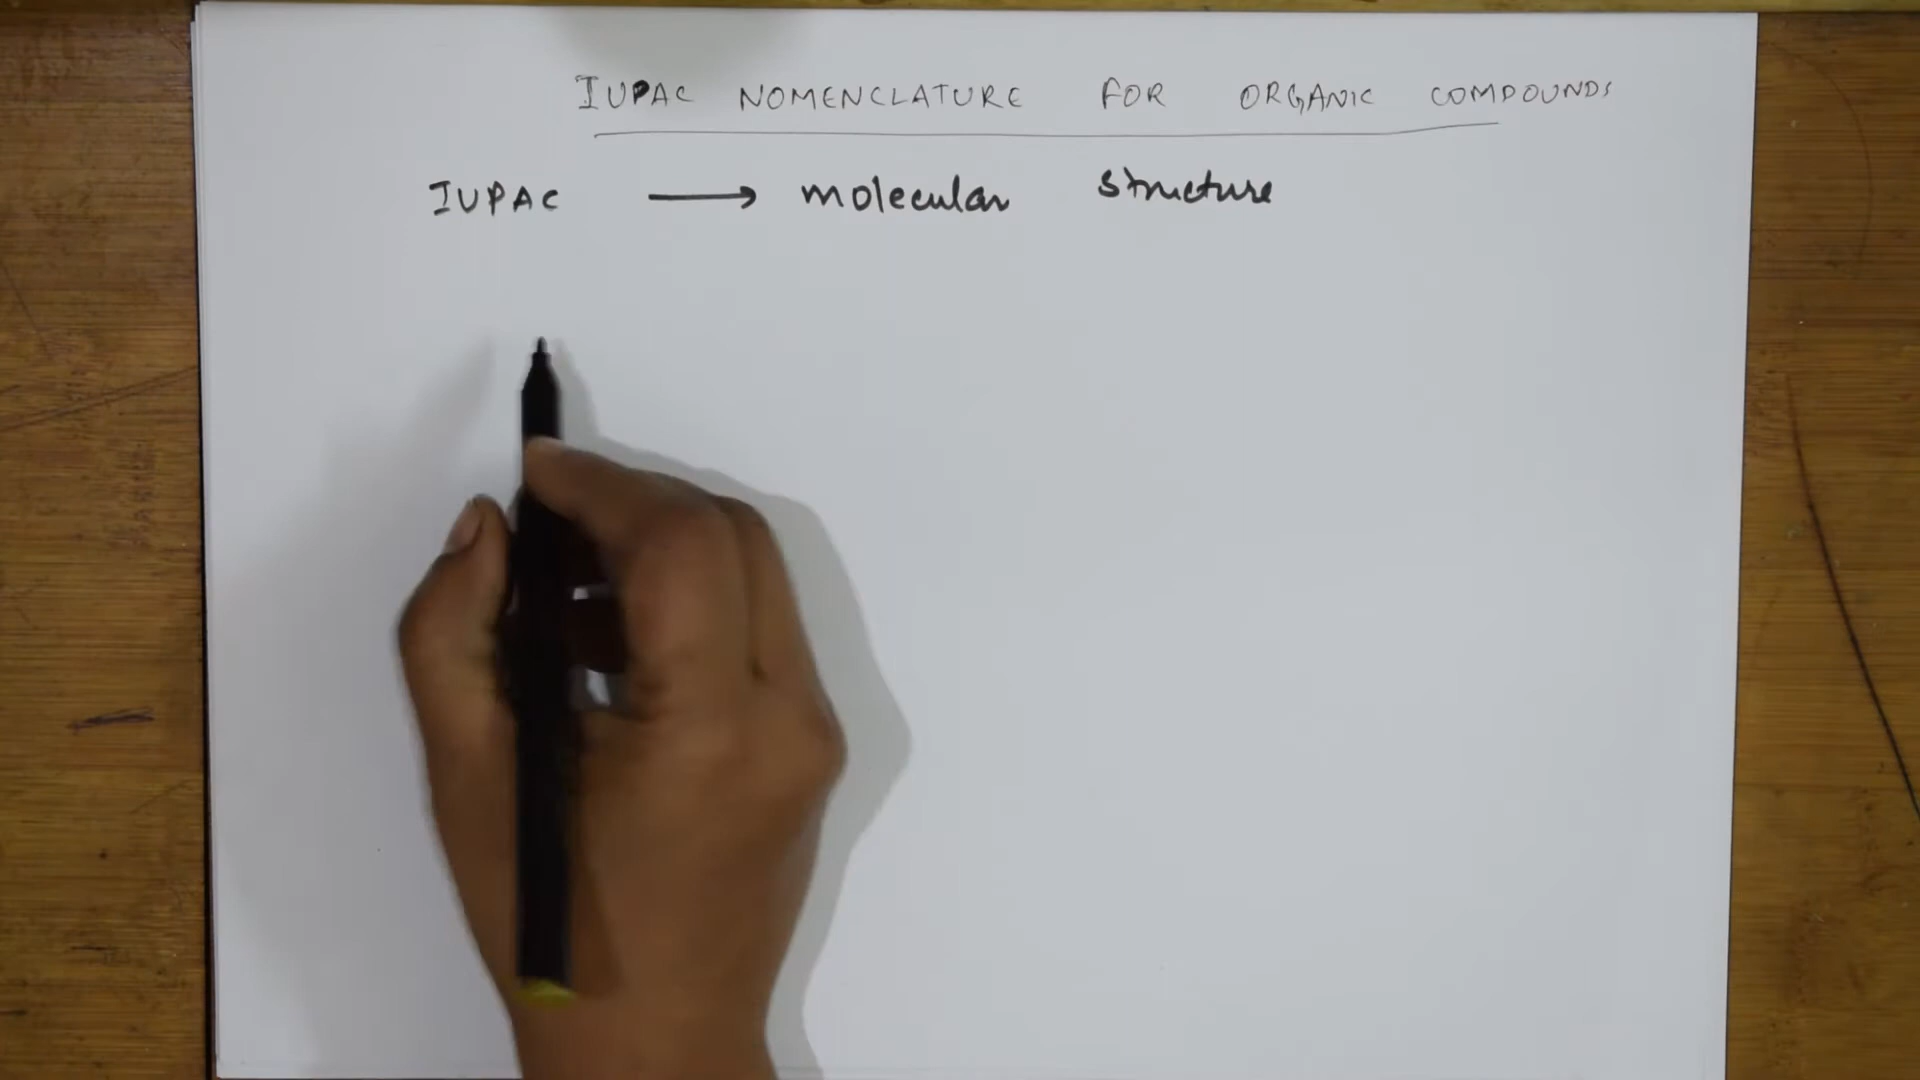 IUPAC NOMENCLATURE FOR ORGANIC COMPOUNDS
IUPAC ⟶ molecular structure